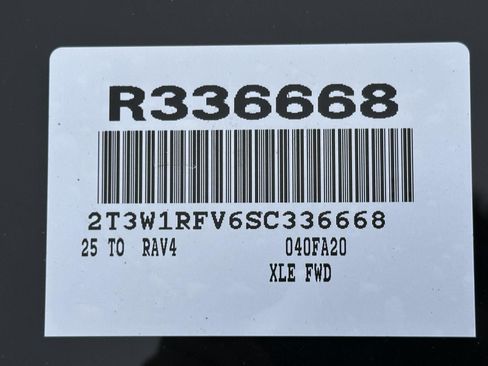 R336668
2T3W1RFV6SC336668
25 TO RAV4 040FA20
XLE FWD